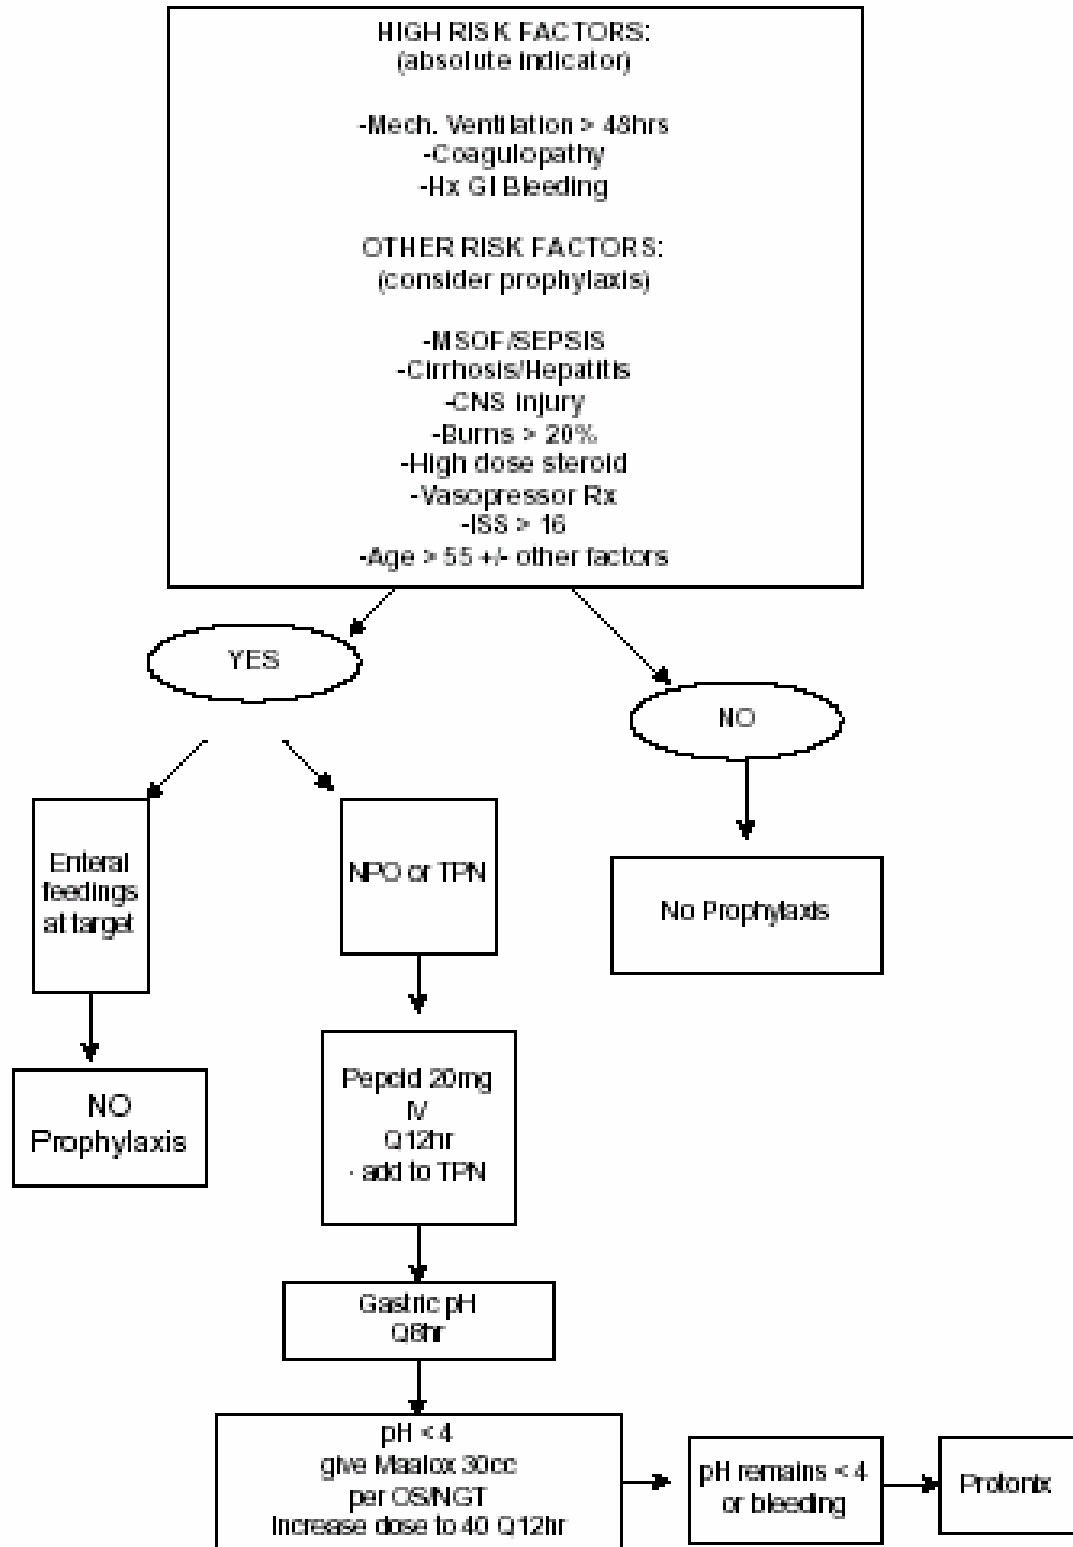 HIGH RISK FACTORS:
(absolute indicator)
-Mech. Ventilation > 48hrs
-Coagulopathy
-Hx GI Bleeding
OTHER RISK FACTORS:
(consider prophylaxis)
-MSOF/SEPSIS
-Cirrhosis/Hepatitis
-CNS injury
-Burns > 20%
-High dose steroid
-Vasopressor Rx
-ISS > 16
-Age > 55 +/- other factors
YES
NO
Enteral
feedings
at target
NPO or TPN
No Prophylaxis
NO
Prophylaxis
Pepcid 20mg
IV
Q12hr
- add to TPN
Gastric pH
Q8hr
pH < 4
give Maalox 30cc
per OS/NGT
Increase dose to 40 Q12hr
pH remains < 4
or bleeding
Protonix